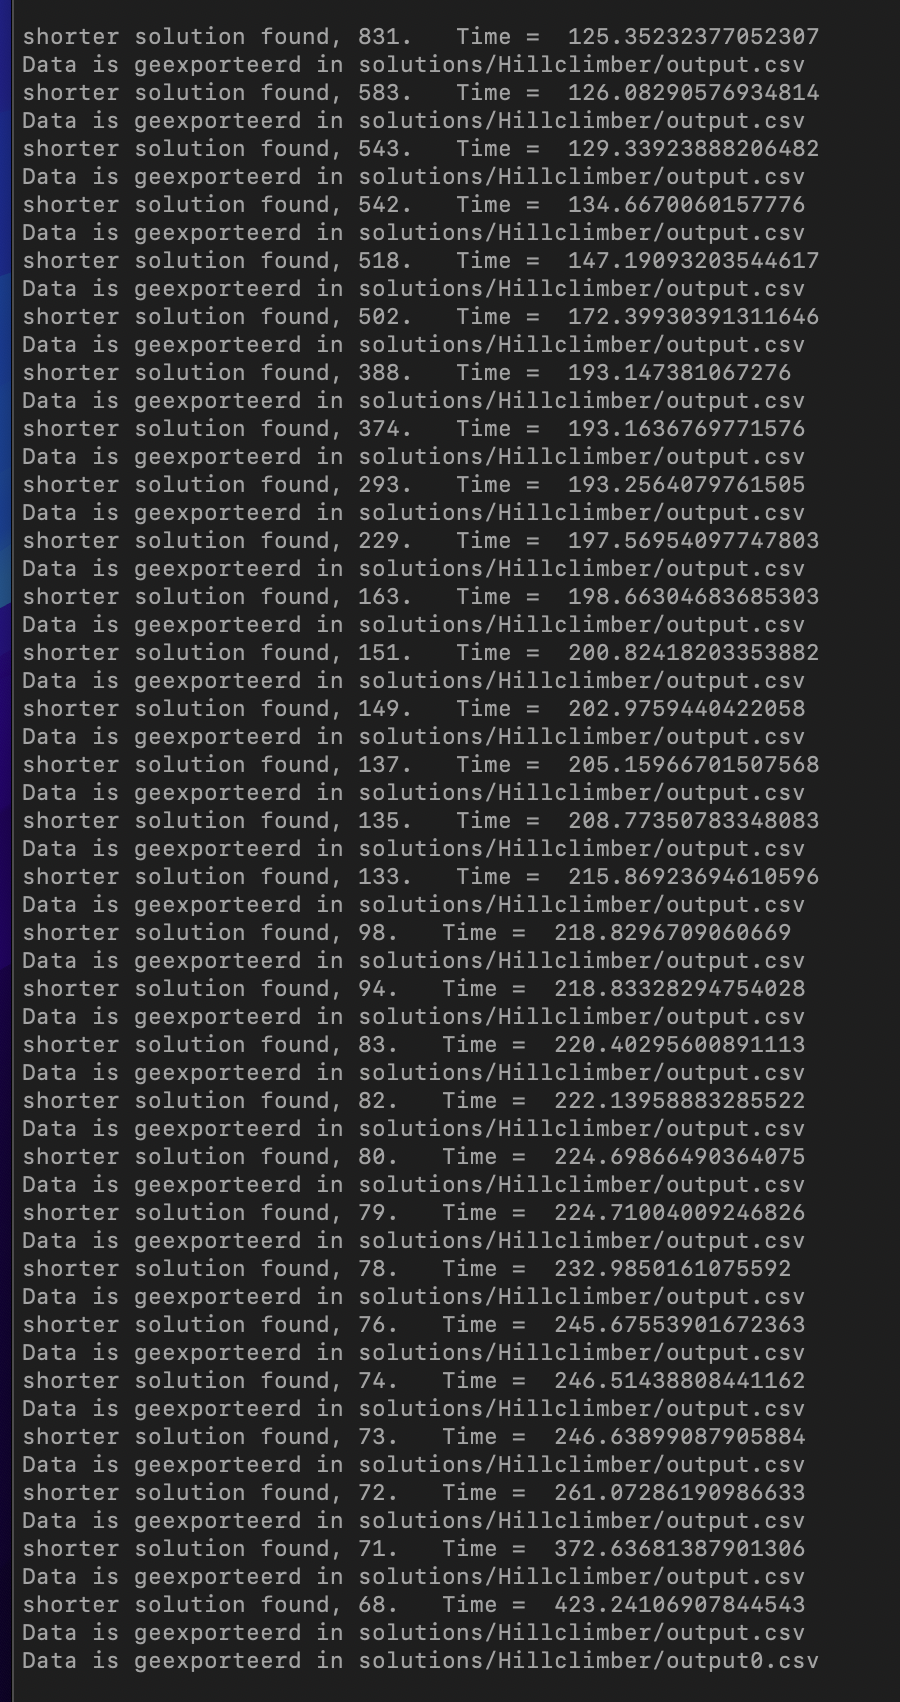 shorter solution found, 831.   Time =  125.35232377052307
Data is geexporteerd in solutions/Hillclimber/output.csv
shorter solution found, 583.   Time =  126.08290576934814
Data is geexporteerd in solutions/Hillclimber/output.csv
shorter solution found, 543.   Time =  129.33923888206482
Data is geexporteerd in solutions/Hillclimber/output.csv
shorter solution found, 542.   Time =  134.6670060157776
Data is geexporteerd in solutions/Hillclimber/output.csv
shorter solution found, 518.   Time =  147.19093203544617
Data is geexporteerd in solutions/Hillclimber/output.csv
shorter solution found, 502.   Time =  172.39930391311646
Data is geexporteerd in solutions/Hillclimber/output.csv
shorter solution found, 388.   Time =  193.147381067276
Data is geexporteerd in solutions/Hillclimber/output.csv
shorter solution found, 374.   Time =  193.1636769771576
Data is geexporteerd in solutions/Hillclimber/output.csv
shorter solution found, 293.   Time =  193.2564079761505
Data is geexporteerd in solutions/Hillclimber/output.csv
shorter solution found, 229.   Time =  197.56954097747803
Data is geexporteerd in solutions/Hillclimber/output.csv
shorter solution found, 163.   Time =  198.66304683685303
Data is geexporteerd in solutions/Hillclimber/output.csv
shorter solution found, 151.   Time =  200.82418203353882
Data is geexporteerd in solutions/Hillclimber/output.csv
shorter solution found, 149.   Time =  202.9759440422058
Data is geexporteerd in solutions/Hillclimber/output.csv
shorter solution found, 137.   Time =  205.15966701507568
Data is geexporteerd in solutions/Hillclimber/output.csv
shorter solution found, 135.   Time =  208.77350783348083
Data is geexporteerd in solutions/Hillclimber/output.csv
shorter solution found, 133.   Time =  215.86923694610596
Data is geexporteerd in solutions/Hillclimber/output.csv
shorter solution found, 98.   Time =  218.8296709060669
Data is geexporteerd in solutions/Hillclimber/output.csv
shorter solution found, 94.   Time =  218.83328294754028
Data is geexporteerd in solutions/Hillclimber/output.csv
shorter solution found, 83.   Time =  220.40295600891113
Data is geexporteerd in solutions/Hillclimber/output.csv
shorter solution found, 82.   Time =  222.13958883285522
Data is geexporteerd in solutions/Hillclimber/output.csv
shorter solution found, 80.   Time =  224.69866490364075
Data is geexporteerd in solutions/Hillclimber/output.csv
shorter solution found, 79.   Time =  224.71004009246826
Data is geexporteerd in solutions/Hillclimber/output.csv
shorter solution found, 78.   Time =  232.9850161075592
Data is geexporteerd in solutions/Hillclimber/output.csv
shorter solution found, 76.   Time =  245.67553901672363
Data is geexporteerd in solutions/Hillclimber/output.csv
shorter solution found, 74.   Time =  246.51438808441162
Data is geexporteerd in solutions/Hillclimber/output.csv
shorter solution found, 73.   Time =  246.63899087905884
Data is geexporteerd in solutions/Hillclimber/output.csv
shorter solution found, 72.   Time =  261.07286190986633
Data is geexporteerd in solutions/Hillclimber/output.csv
shorter solution found, 71.   Time =  372.63681387901306
Data is geexporteerd in solutions/Hillclimber/output.csv
shorter solution found, 68.   Time =  423.24106907844543
Data is geexporteerd in solutions/Hillclimber/output.csv
Data is geexporteerd in solutions/Hillclimber/output0.csv